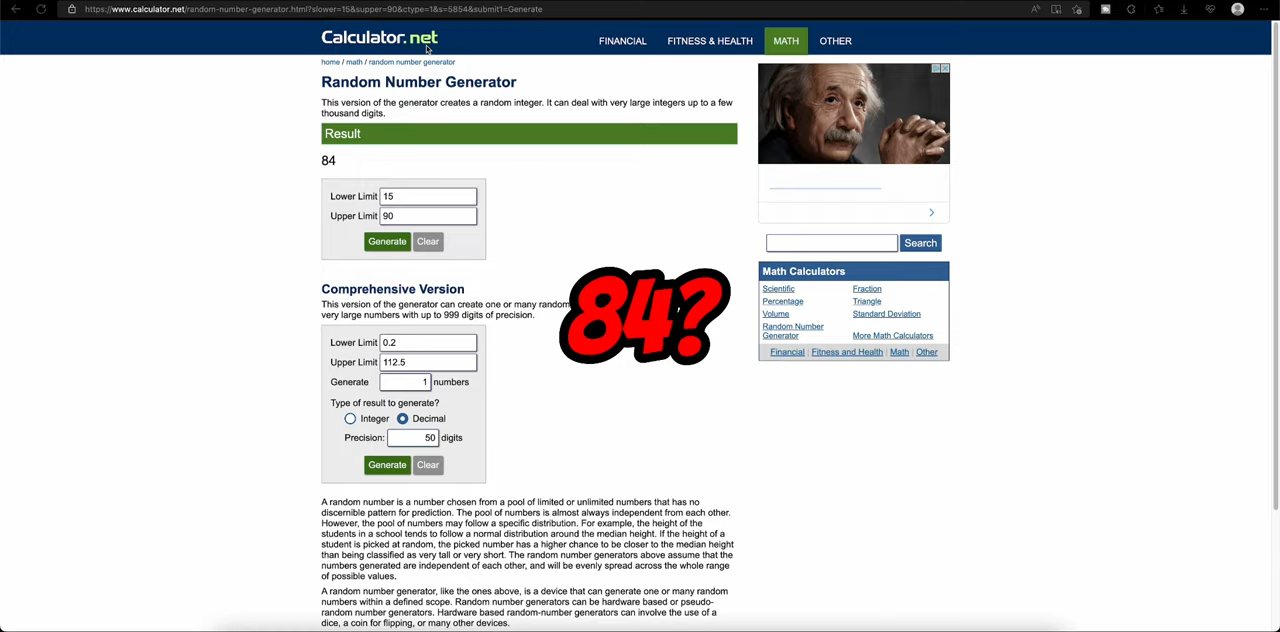 https://www.calculator.net/random-number-generator.html?slower=15&supper=90&ctype=1&s=5854&submit1=Generate
Calculator.net
FINANCIAL
FITNESS & HEALTH
MATH
OTHER
home / math / random number generator
Random Number Generator
This version of the generator creates a random integer. It can deal with very large integers up to a few
thousand digits.
Result
84
Lower Limit 15
Upper Limit 90
Generate Clear
Comprehensive Version
This version of the generator can create one or many random
very large numbers with up to 999 digits of precision.
84?
Lower Limit 0.2
Upper Limit 112.5
Generate 1 numbers
Type of result to generate?
Integer Decimal
Precision: 50 digits
Generate Clear
A random number is a number chosen from a pool of limited or unlimited numbers that has no
discernible pattern for prediction. The pool of numbers is almost always independent from each other.
However, the pool of numbers may follow a specific distribution. For example, the height of the
students in a school tends to follow a normal distribution around the median height. If the height of a
student is picked at random, the picked number has a higher chance to be closer to the median height
than being classified as very tall or very short. The random number generators above assume that the
numbers generated are independent of each other, and will be evenly spread across the whole range
of possible values.
A random number generator, like the ones above, is a device that can generate one or many random
numbers within a defined scope. Random number generators can be hardware based or pseudo-
random number generators. Hardware based random-number generators can involve the use of a
dice, a coin for flipping, or many other devices.
Search
Math Calculators
Scientific Fraction
Percentage Triangle
Volume Standard Deviation
Random Number
Generator More Math Calculators
Financial | Fitness and Health | Math | Other